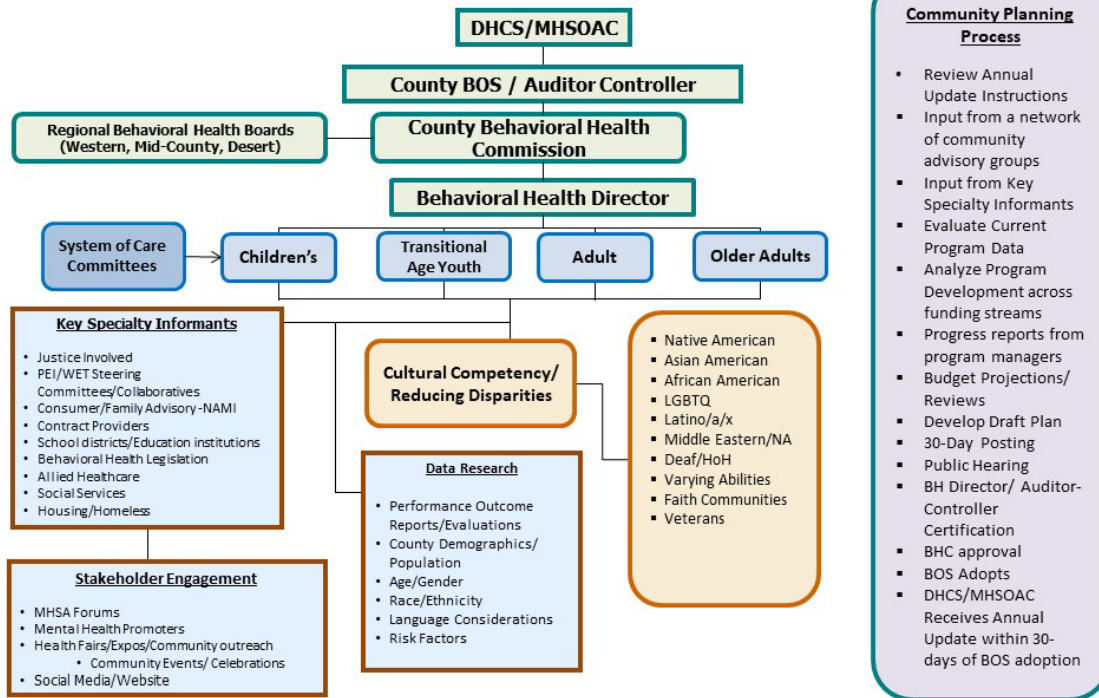 DHCS/MHSOAC
County BOS / Auditor Controller
Regional Behavioral Health Boards
(Western, Mid-County, Desert)
County Behavioral Health
Commission
Behavioral Health Director
System of Care
Committees
Children's
Transitional
Age Youth
Adult
Older Adults
Key Specialty Informants
• Justice Involved
• PEI/WET Steering
Committees/Collaboratives
• Consumer/Family Advisory -NAMI
• Contract Providers
• School districts/Education institutions
• Behavioral Health Legislation
• Allied Healthcare
• Social Services
• Housing/Homeless
Cultural Competency/
Reducing Disparities
▪ Native American
▪ Asian American
▪ African American
▪ LGBTQ
▪ Latino/a/x
▪ Middle Eastern/NA
▪ Deaf/HoH
▪ Varying Abilities
▪ Faith Communities
▪ Veterans
Data Research
• Performance Outcome
Reports/Evaluations
• County Demographics/
Population
• Age/Gender
• Race/Ethnicity
• Language Considerations
• Risk Factors
Stakeholder Engagement
• MHSA Forums
• Mental Health Promoters
• Health Fairs/Expos/Community outreach
• Community Events/ Celebrations
• Social Media/Website
Community Planning
Process
• Review Annual
Update Instructions
▪ Input from a network
of community
advisory groups
▪ Input from Key
Specialty Informants
▪ Evaluate Current
Program Data
▪ Analyze Program
Development across
funding streams
▪ Progress reports from
program managers
▪ Budget Projections/
Reviews
▪ Develop Draft Plan
▪ 30-Day Posting
▪ Public Hearing
▪ BH Director/ Auditor-
Controller
Certification
▪ BHC approval
▪ BOS Adopts
▪ DHCS/MHSOAC
Receives Annual
Update within 30-
days of BOS adoption